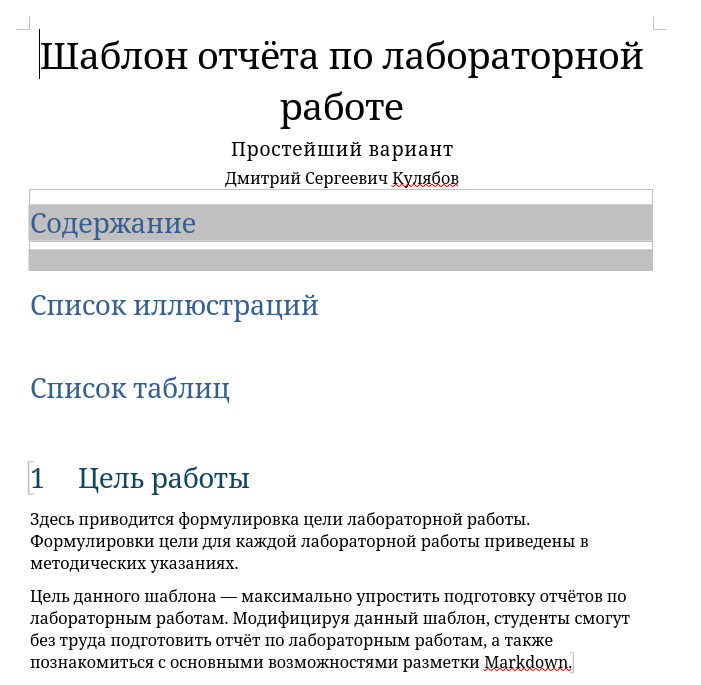 Шаблон отчёта по лабораторной
работе
Простейший вариант
Дмитрий Сергеевич Кулябов
Содержание
Список иллюстраций
Список таблиц
1 Цель работы
Здесь приводится формулировка цели лабораторной работы.
Формулировки цели для каждой лабораторной работы приведены в
методических указаниях.
Цель данного шаблона — максимально упростить подготовку отчётов по
лабораторным работам. Модифицируя данный шаблон, студенты смогут
без труда подготовить отчёт по лабораторным работам, а также
познакомиться с основными возможностями разметки Markdown.